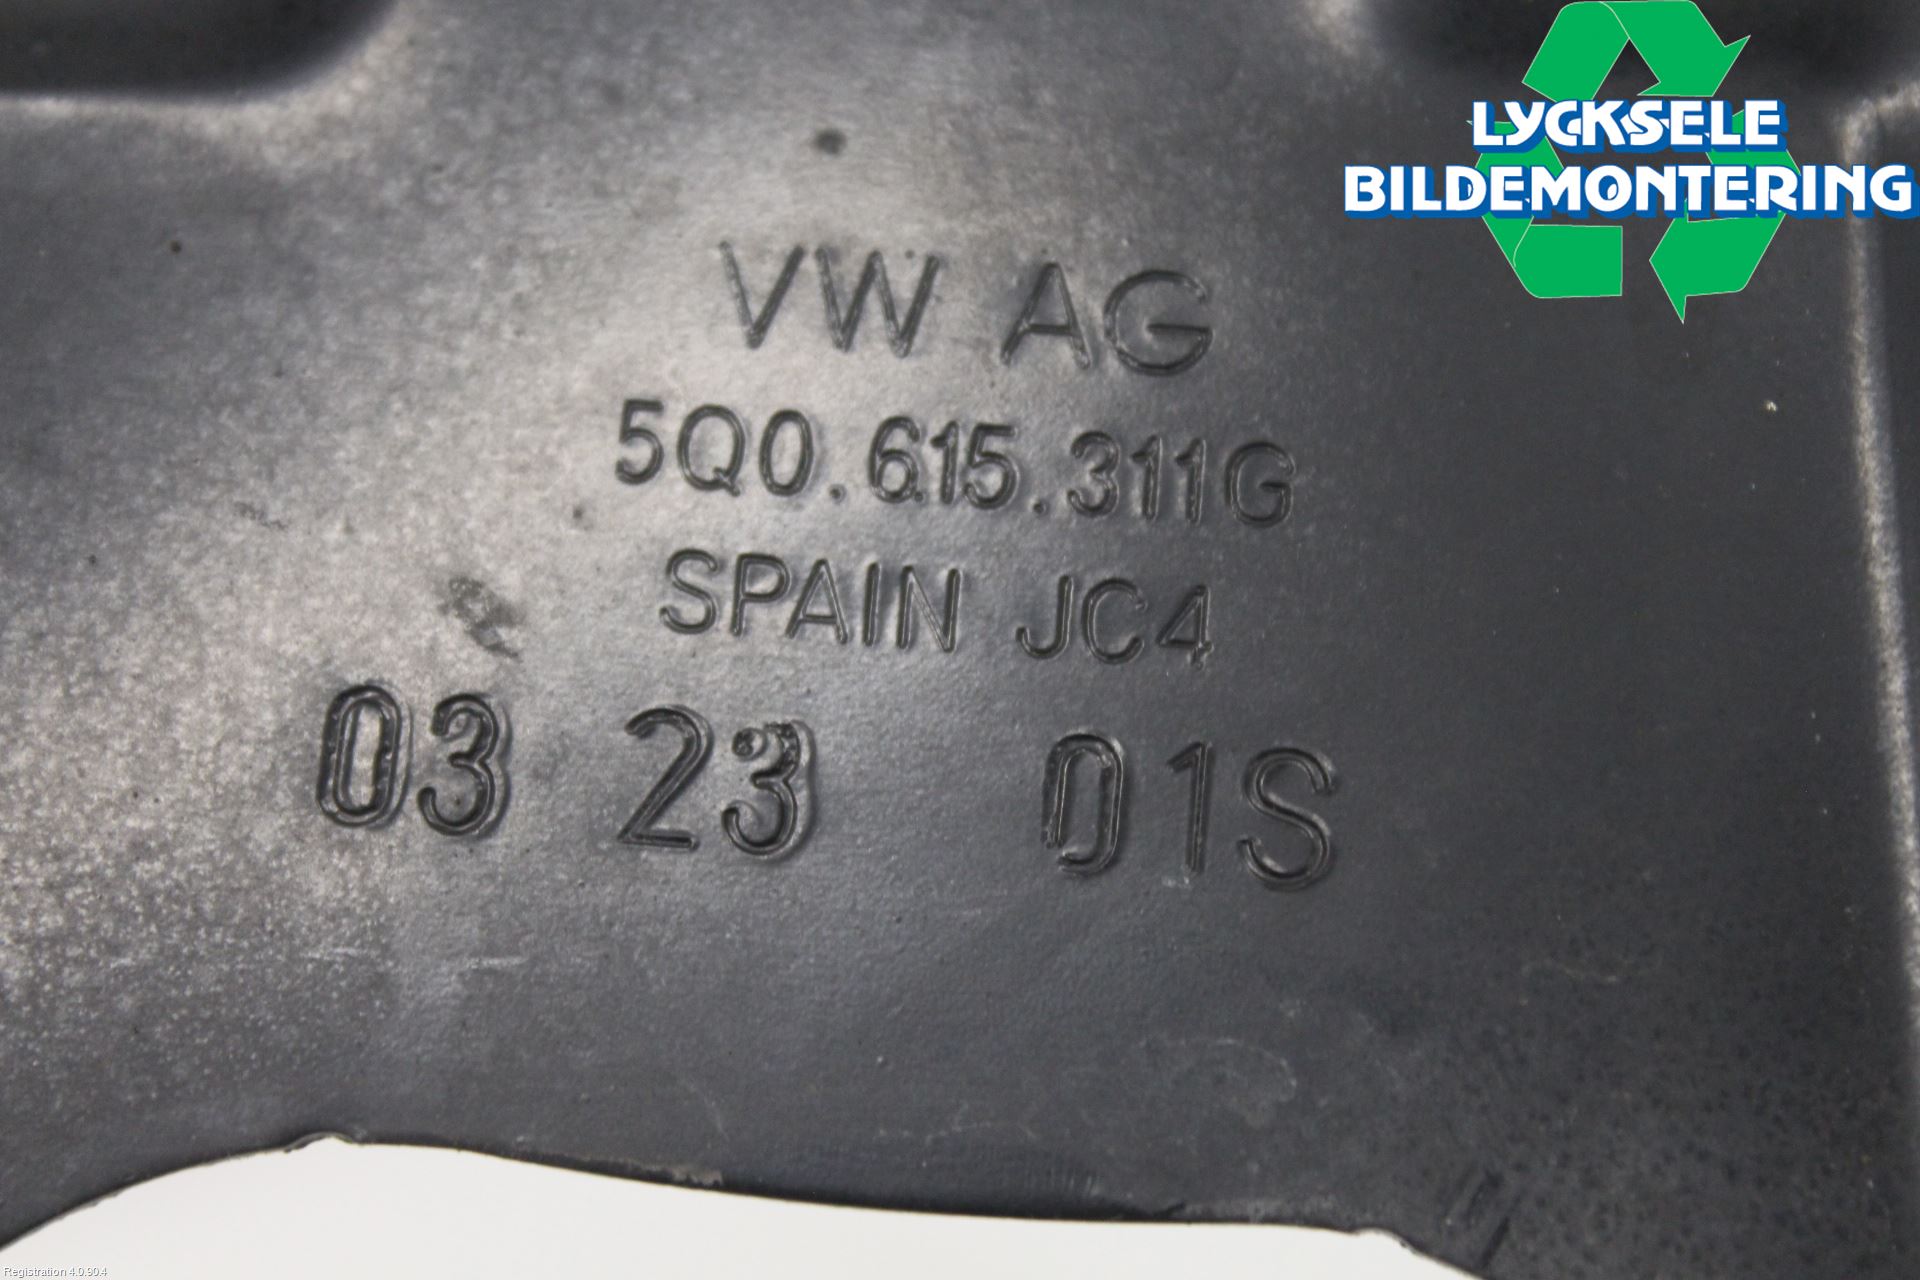 LYCKSELE
BILDEMONTERING
VW AG
5Q0.615.311G
SPAIN JC4
03 23 01S
Registration 4.0.90.4